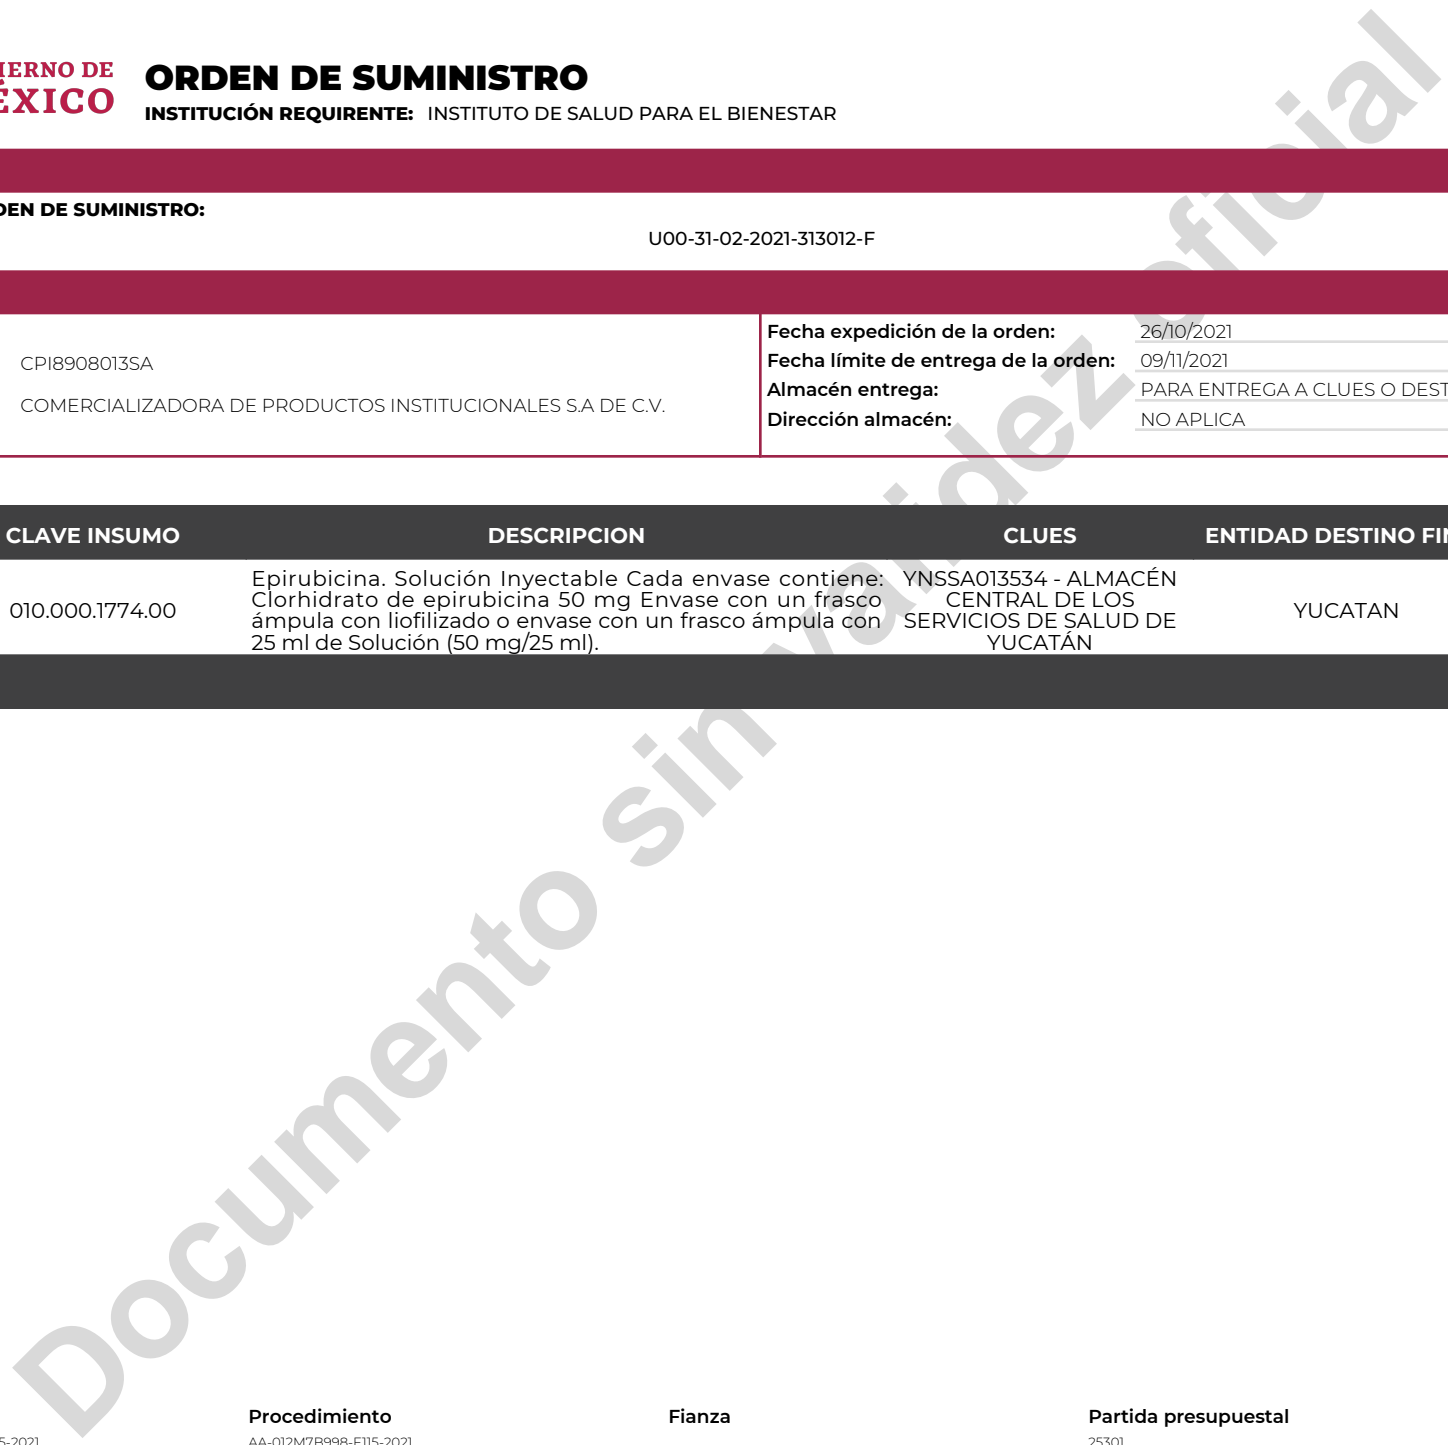 IERNO DE
ÉXICO
ORDEN DE SUMINISTRO
INSTITUCIÓN REQUIRENTE: INSTITUTO DE SALUD PARA EL BIENESTAR
DEN DE SUMINISTRO:
U00-31-02-2021-313012-F
CPI8908013SA
COMERCIALIZADORA DE PRODUCTOS INSTITUCIONALES S.A DE C.V.
Fecha expedición de la orden: 26/10/2021
Fecha límite de entrega de la orden: 09/11/2021
Almacén entrega: PARA ENTREGA A CLUES O DEST
Dirección almacén: NO APLICA
CLAVE INSUMO DESCRIPCION CLUES ENTIDAD DESTINO FIN
010.000.1774.00
Epirubicina. Solución Inyectable Cada envase contiene:
Clorhidrato de epirubicina 50 mg Envase con un frasco
ámpula con liofilizado o envase con un frasco ámpula con
25 ml de Solución (50 mg/25 ml).
YNSSA013534 - ALMACÉN
CENTRAL DE LOS
SERVICIOS DE SALUD DE
YUCATÁN
YUCATAN
Documento sin validez oficial
Procedimiento Fianza Partida presupuestal
5-2021 AA-012M7B998-E115-2021 25301